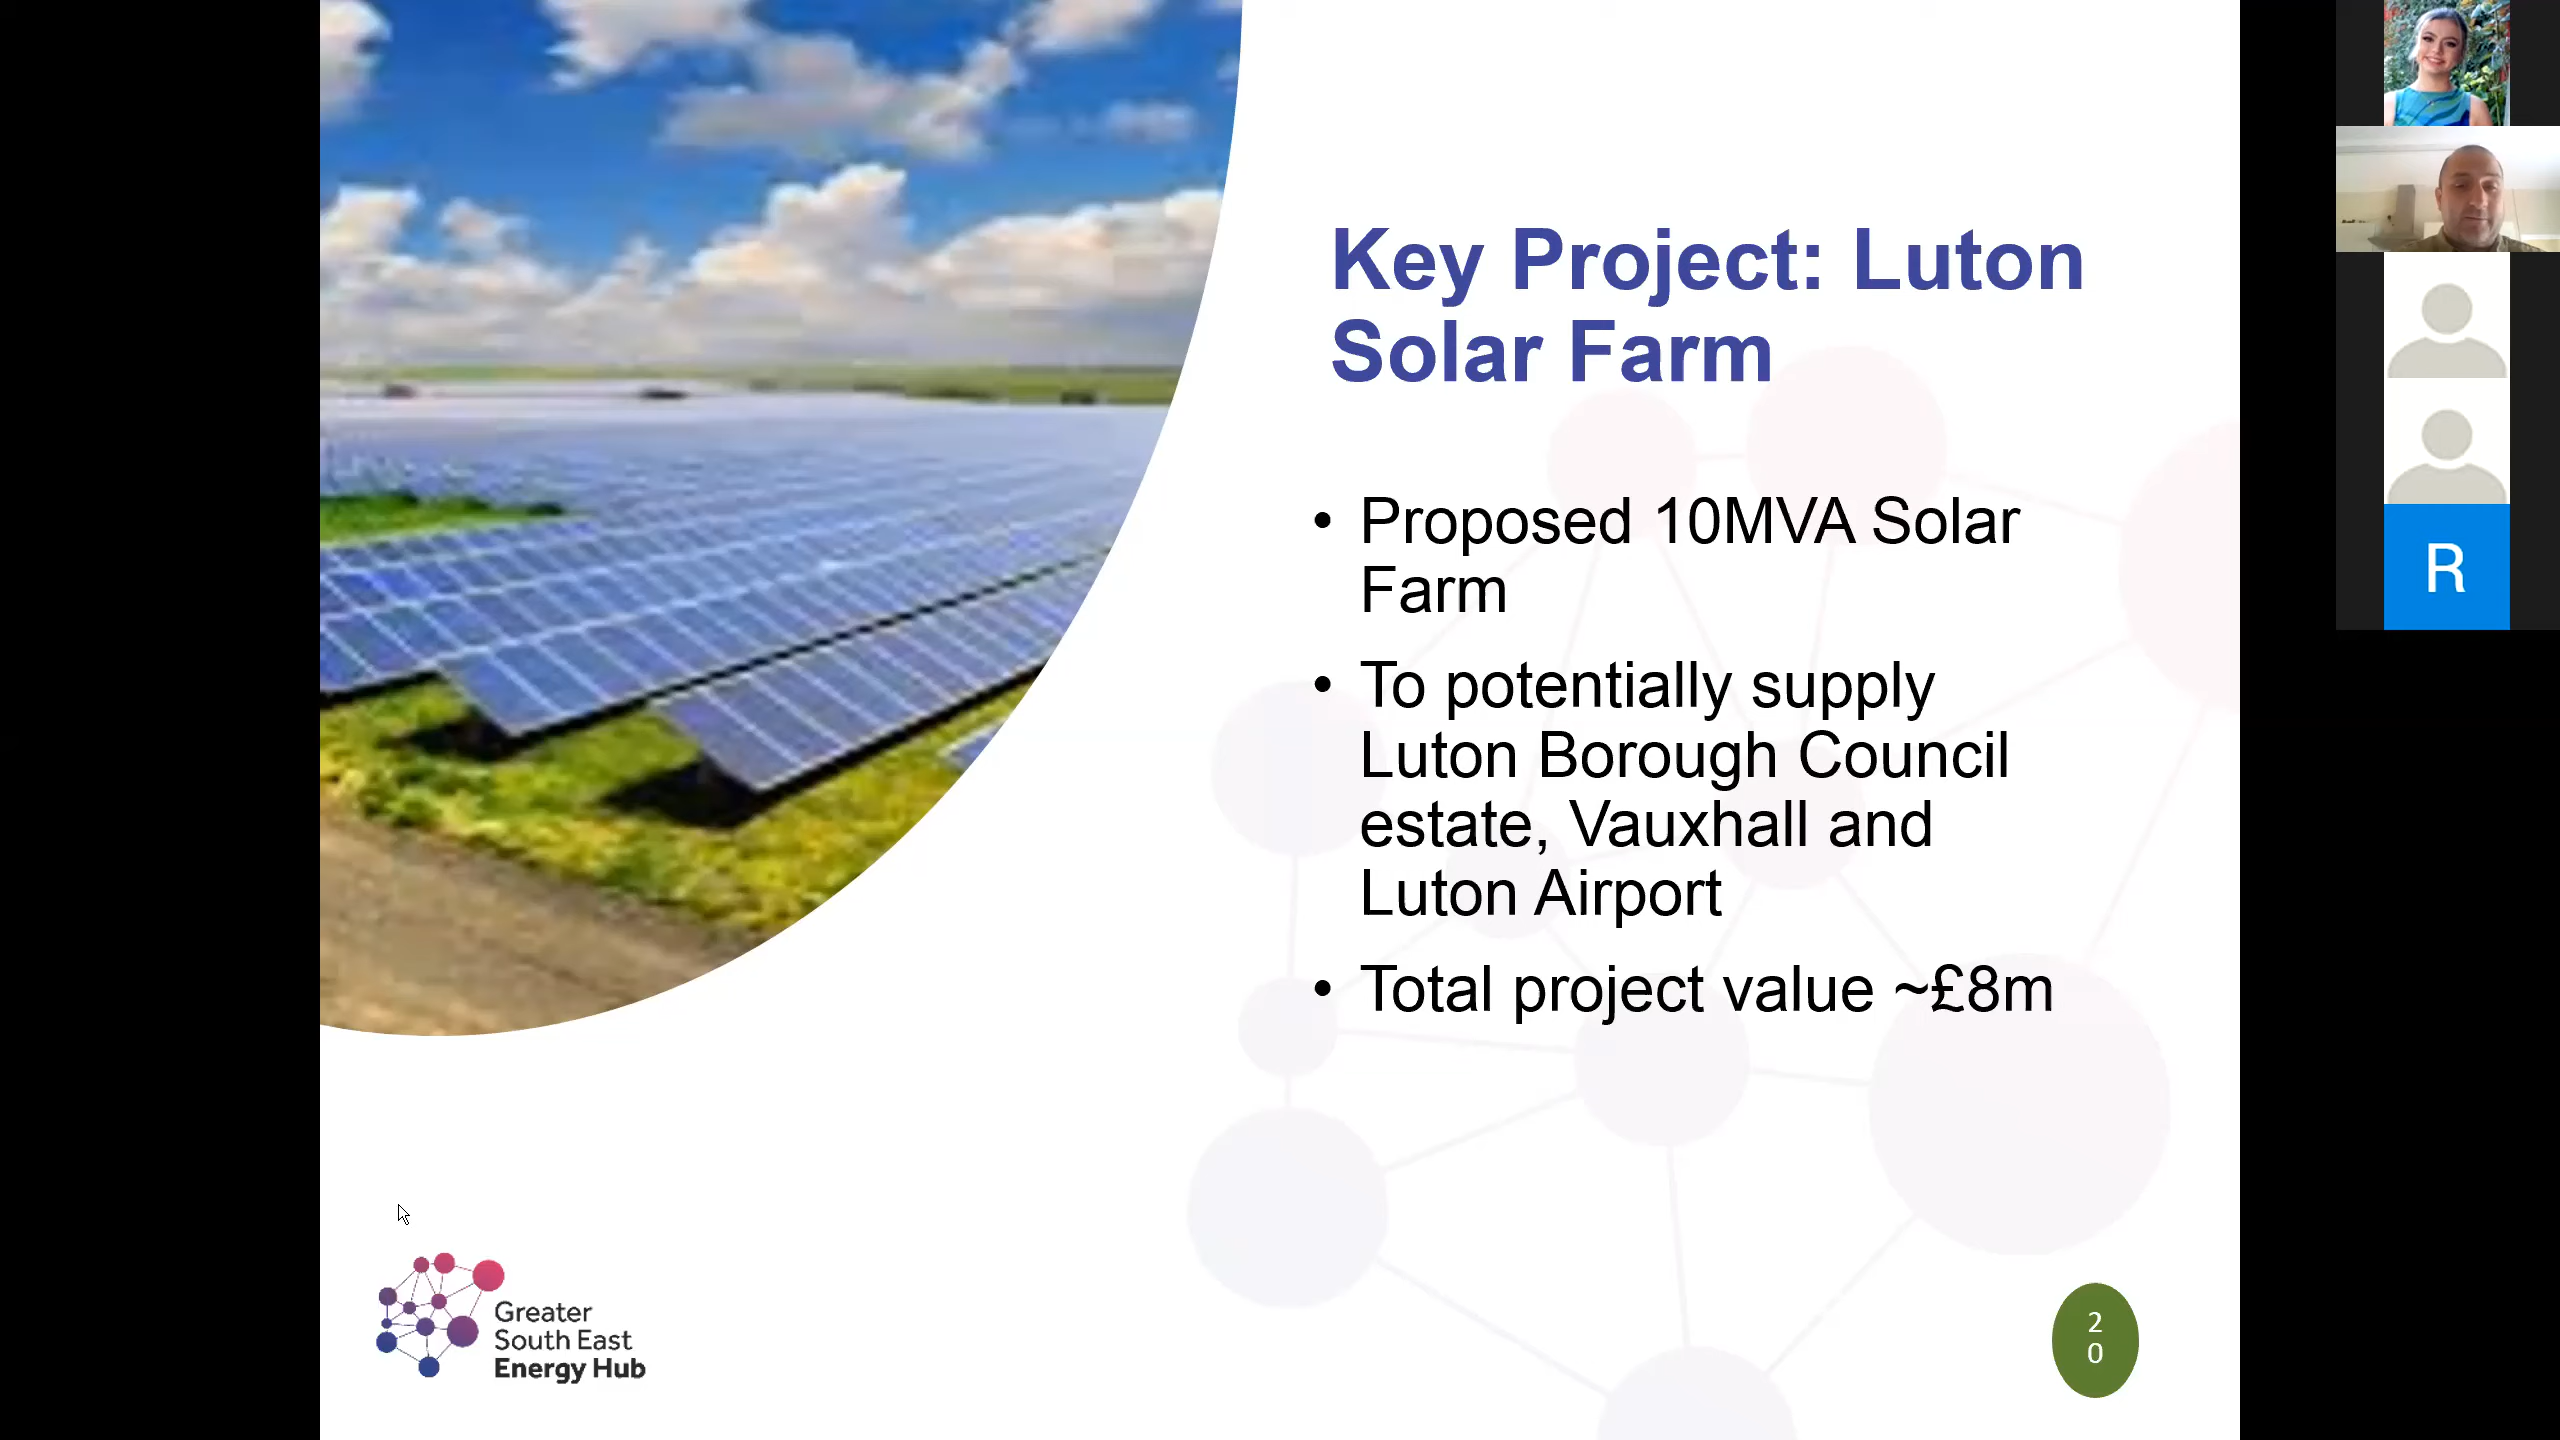 Key Project: Luton
Solar Farm
• Proposed 10MVA Solar
Farm
• To potentially supply
Luton Borough Council
estate, Vauxhall and
Luton Airport
• Total project value ~£8m
Greater
South East
Energy Hub
2
0
R